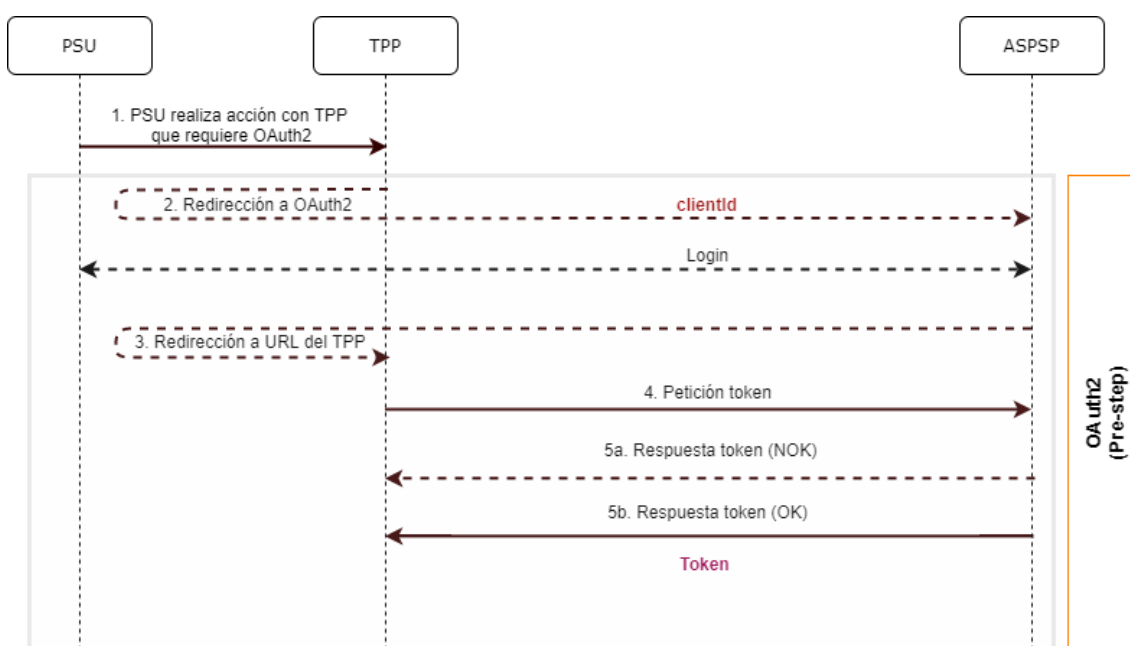 PSU
TPP
ASPSP
1. PSU realiza acción con TPP
que requiere OAuth2
2. Redirección a OAuth2
clientId
Login
3. Redirección a URL del TPP
4. Petición token
5a. Respuesta token (NOK)
5b. Respuesta token (OK)
Token
OAuth2
(Pre-step)